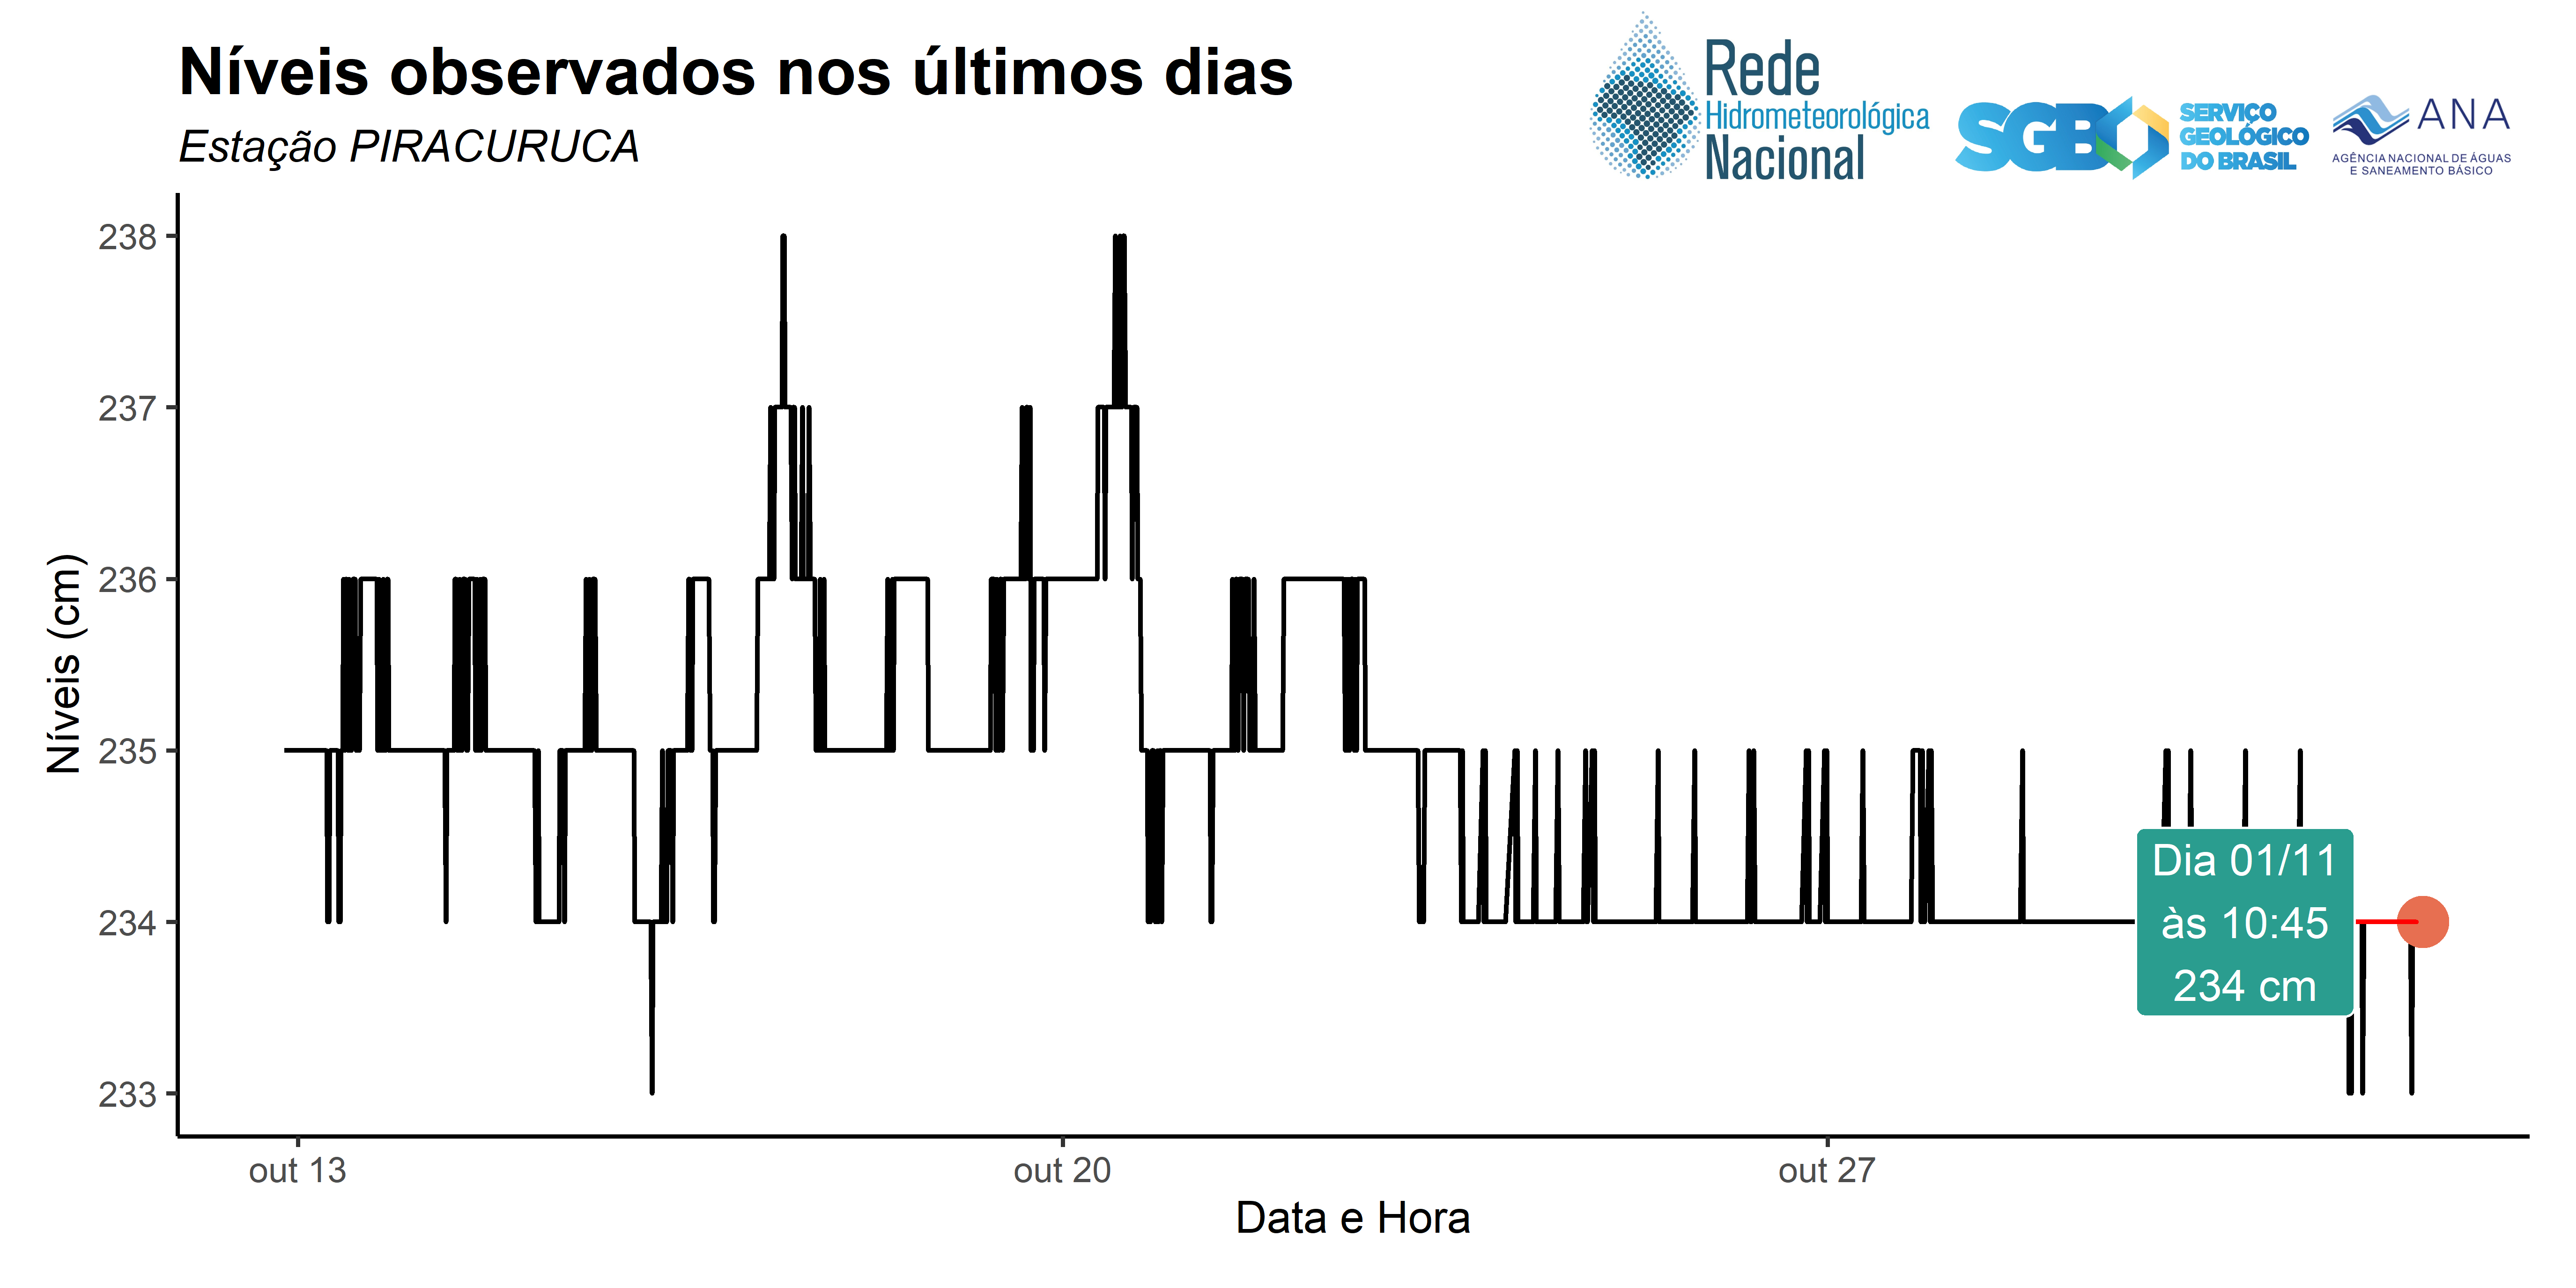 Níveis observados nos últimos dias
Estação PIRACURUCA
Rede
Hidrometeorológica
Nacional
SGB
SERVIÇO
GEOLÓGICO
DO BRASIL
ANA
AGÊNCIA NACIONAL DE ÁGUAS
E SANEAMENTO BÁSICO
Níveis (cm)
238
237
236
235
234
233
Dia 01/11
às 10:45
234 cm
out 13
out 20
out 27
Data e Hora